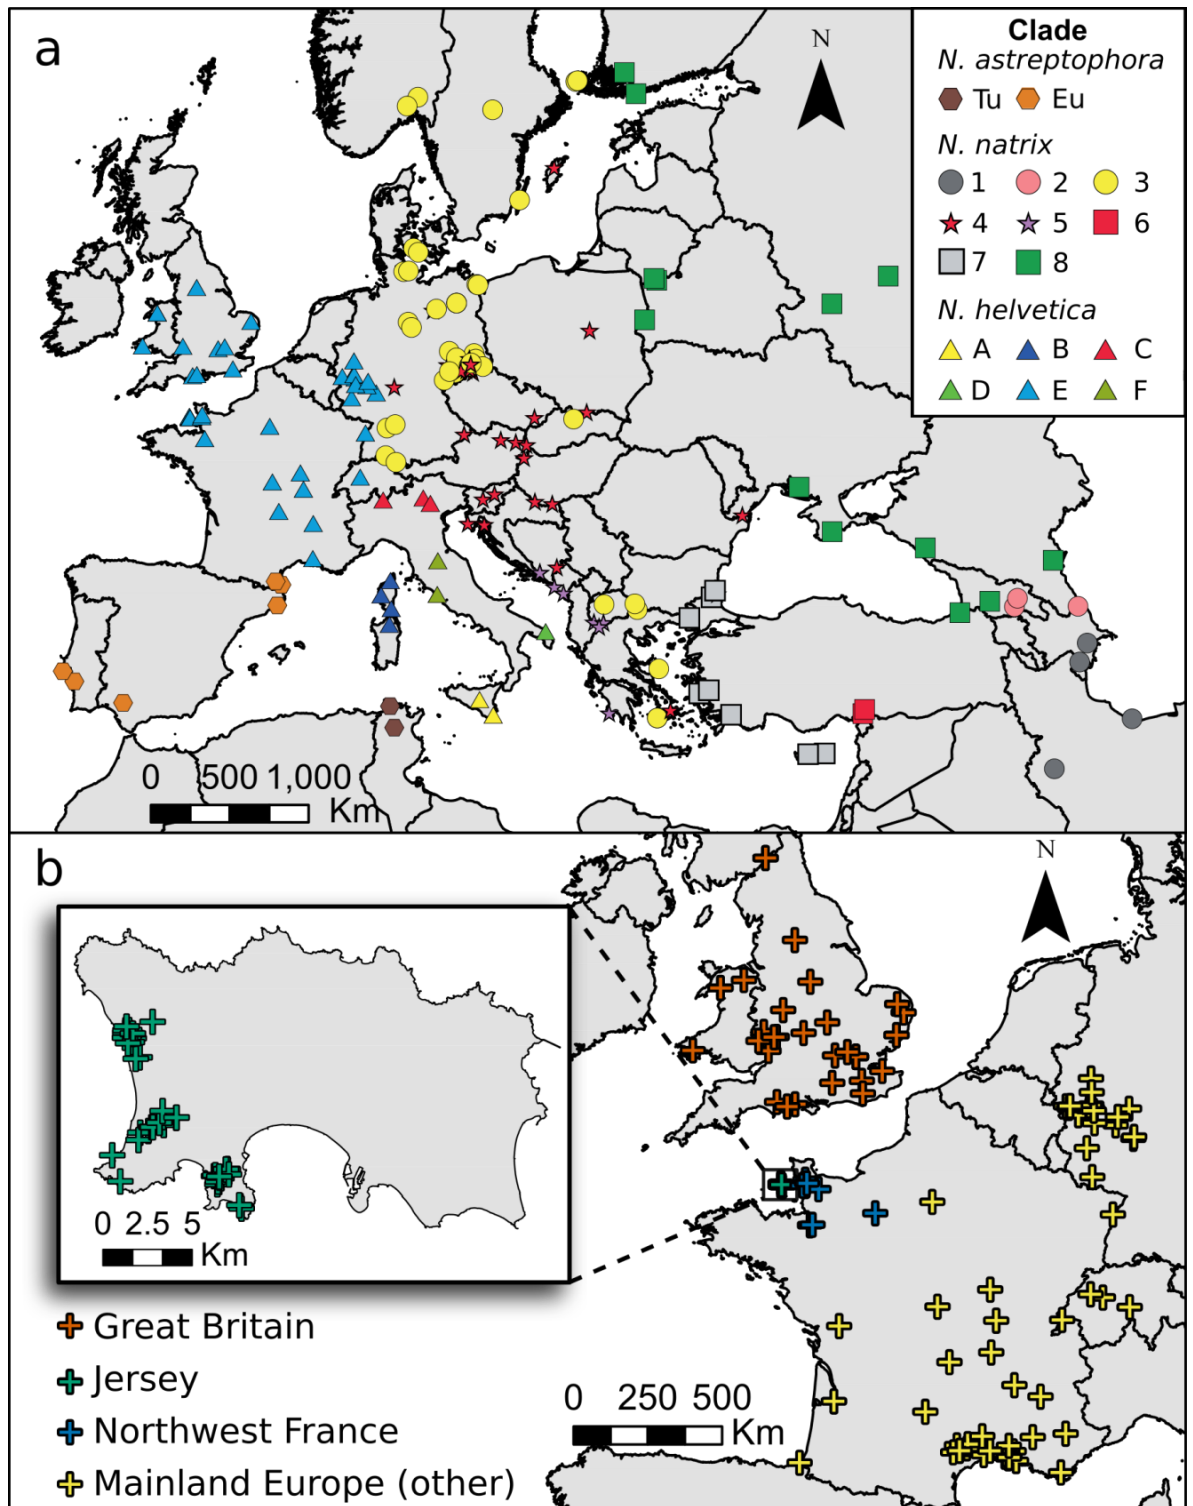 a
N
Clade
N. astreptophora
Tu Eu
N. natrix
1 2 3
4 5 6
7 8
N. helvetica
A B C
D E F
0 500 1,000
Km
b
N
0 2.5 5
Km
Great Britain
Jersey
Northwest France
Mainland Europe (other)
0 250 500
Km